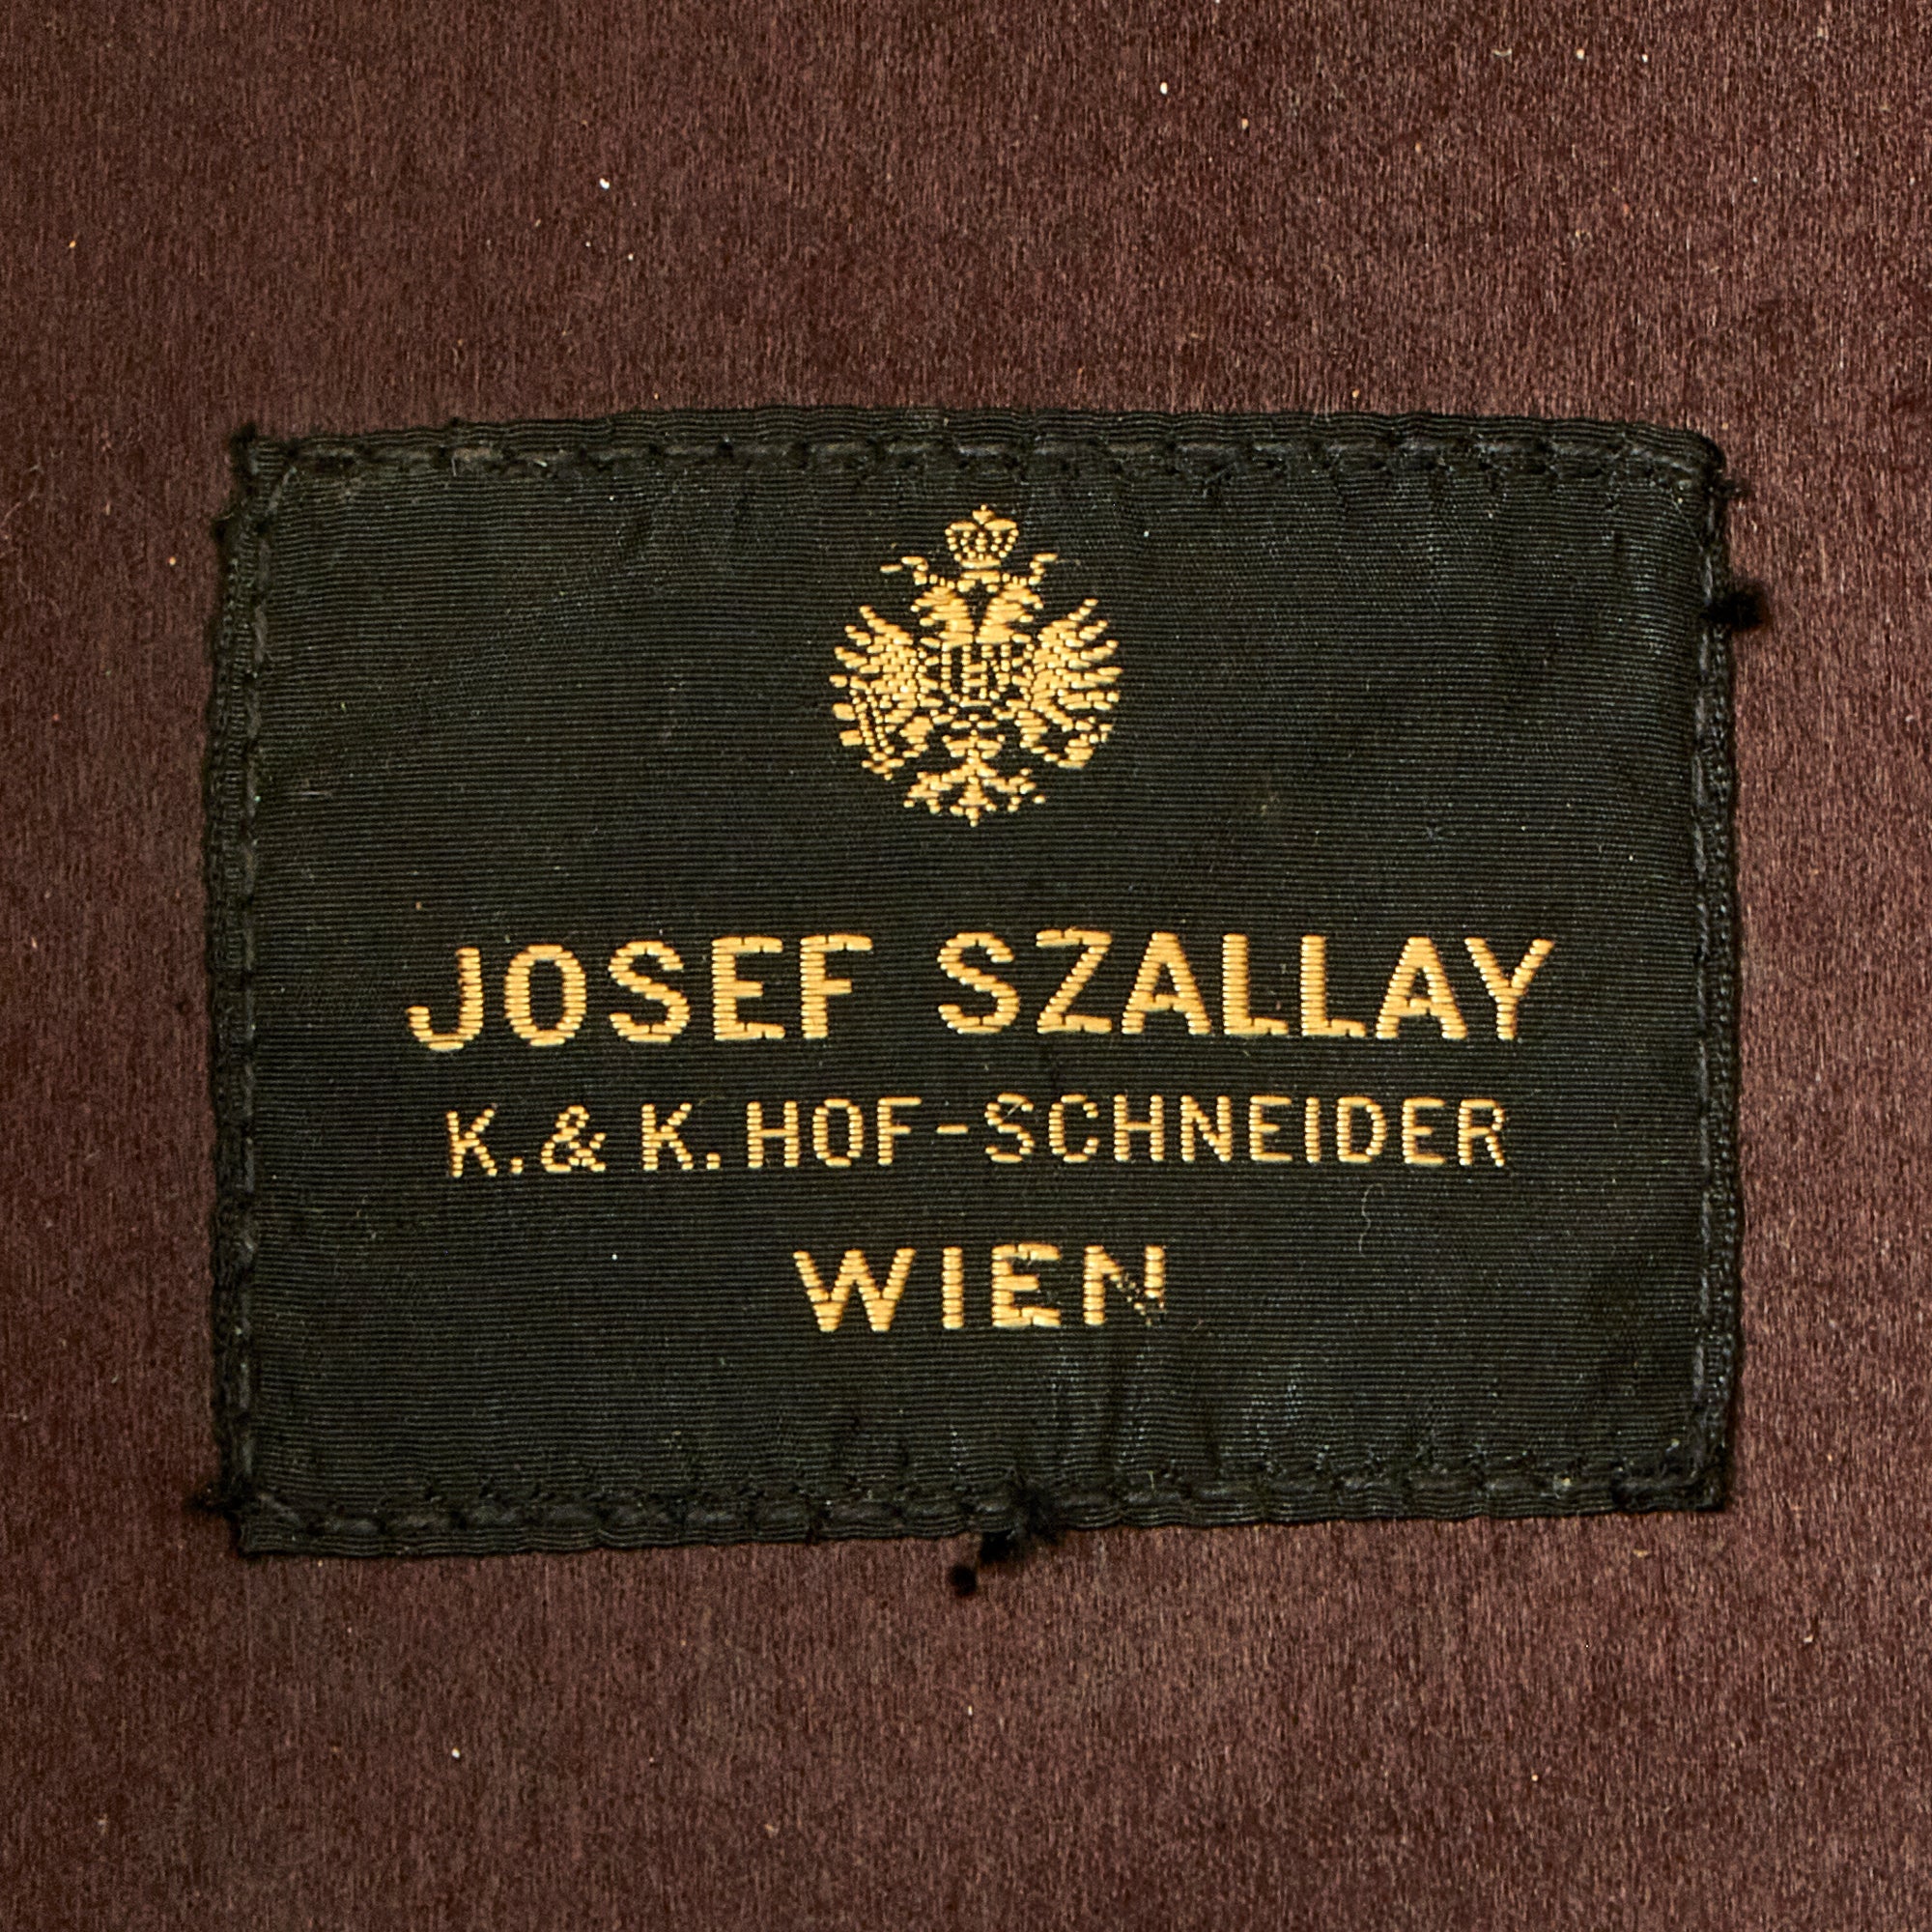 JOSEF SZALLAY
K. & K. HOF-SCHNEIDER
WIEN